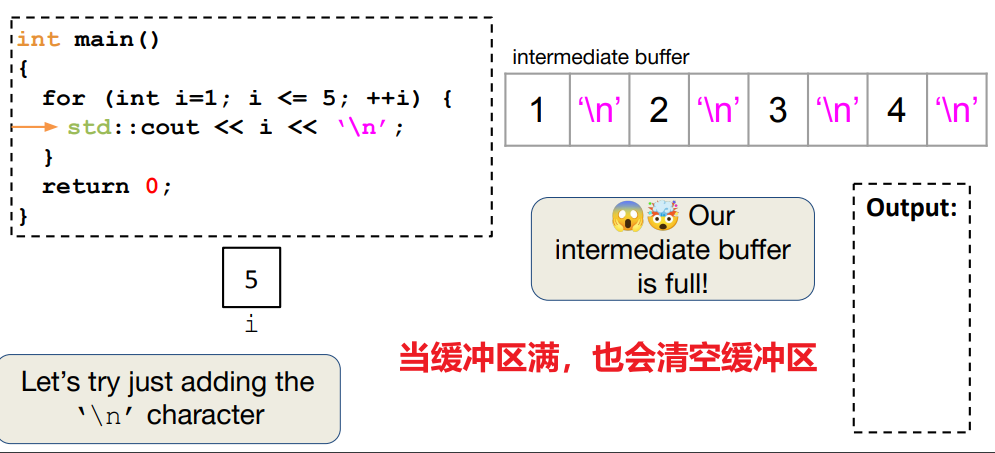 int main()
{
for (int i=1; i <= 5; ++i) {
std::cout << i << ‘\n’;
}
return 0;
}
intermediate buffer
1 ‘\n’ 2 ‘\n’ 3 ‘\n’ 4 ‘\n’
😱🤯 Our
intermediate buffer
is full!
Output:
5
i
当缓冲区满，也会清空缓冲区
Let’s try just adding the
‘\n’ character